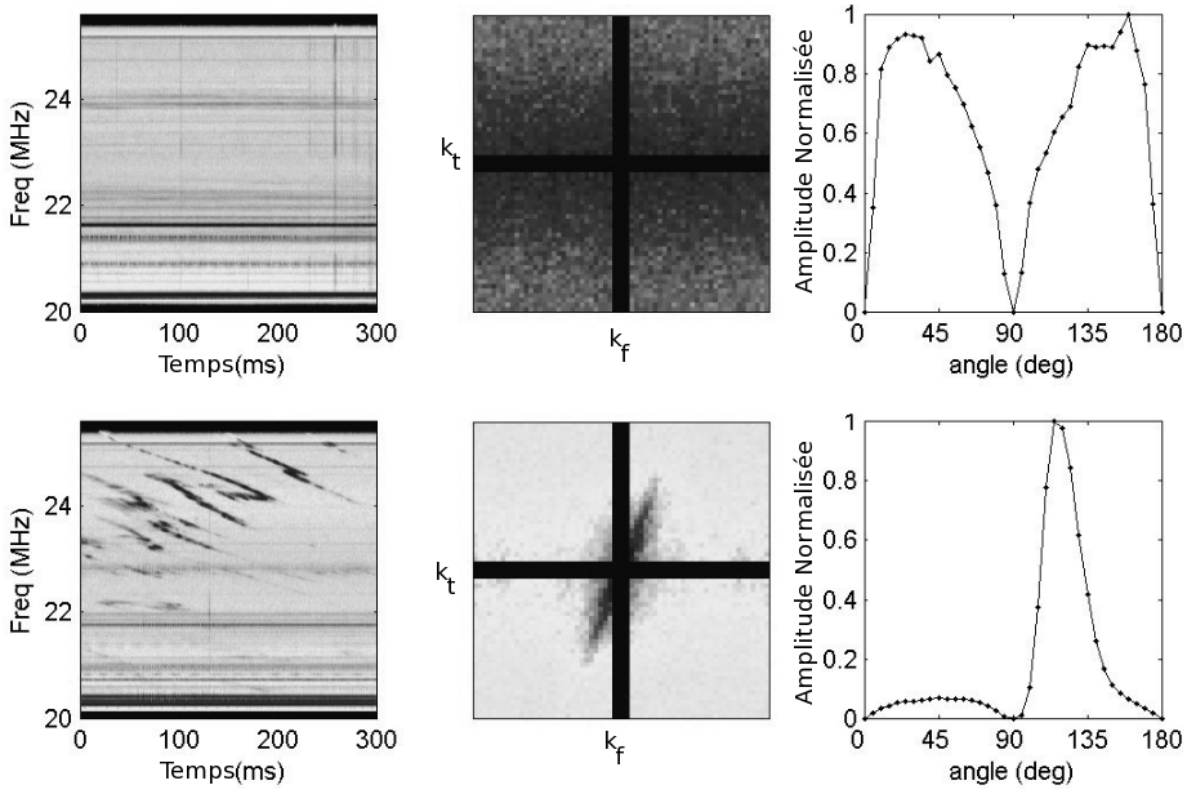 Freq (MHz)
24
22
20
0 100 200 300
Temps(ms)
k_t
k_f
Amplitude Normalisée
1
0.8
0.6
0.4
0.2
0
0 45 90 135 180
angle (deg)
Freq (MHz)
24
22
20
0 100 200 300
Temps(ms)
k_t
k_f
Amplitude Normalisée
1
0.8
0.6
0.4
0.2
0
0 45 90 135 180
angle (deg)